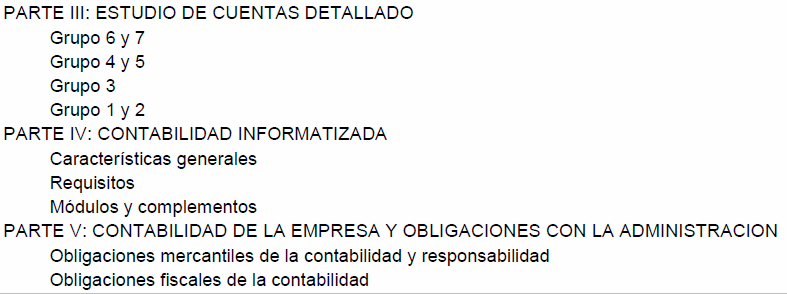 PARTE III: ESTUDIO DE CUENTAS DETALLADO
Grupo 6 y 7
Grupo 4 y 5
Grupo 3
Grupo 1 y 2
PARTE IV: CONTABILIDAD INFORMATIZADA
Características generales
Requisitos
Módulos y complementos
PARTE V: CONTABILIDAD DE LA EMPRESA Y OBLIGACIONES CON LA ADMINISTRACION
Obligaciones mercantiles de la contabilidad y responsabilidad
Obligaciones fiscales de la contabilidad